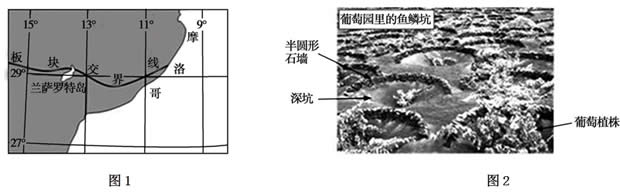 15° 13° 11° 9°
摩
板块交界线洛
29°
兰萨罗特岛
哥
27°
图1
葡萄园里的鱼鳞坑
半圆形
石墙
深坑
葡萄植株
图2